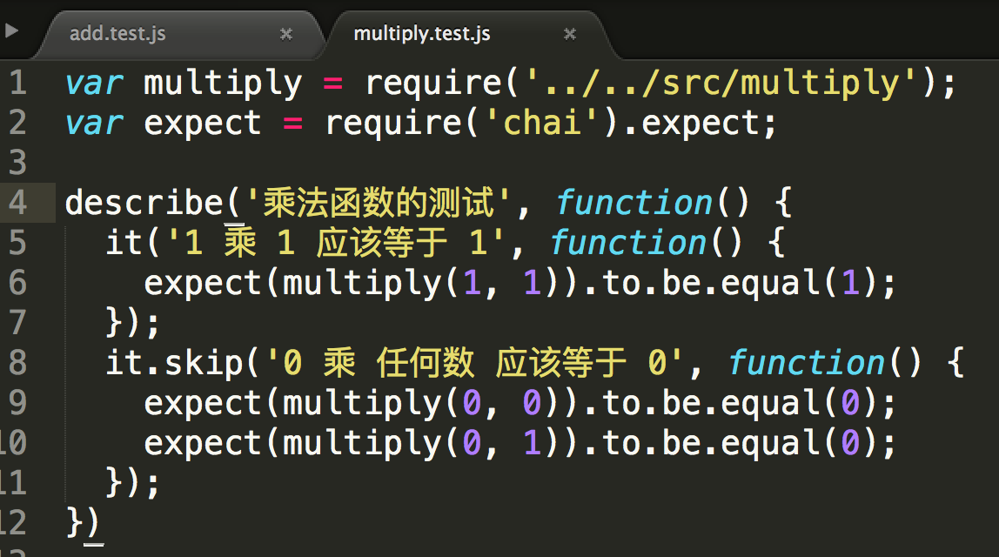 add.test.js × multiply.test.js ×
1 var multiply = require('../../src/multiply');
2 var expect = require('chai').expect;
3
4 describe('乘法函数的测试', function() {
5   it('1 乘 1 应该等于 1', function() {
6     expect(multiply(1, 1)).to.be.equal(1);
7   });
8   it.skip('0 乘 任何数 应该等于 0', function() {
9     expect(multiply(0, 0)).to.be.equal(0);
10     expect(multiply(0, 1)).to.be.equal(0);
11   });
12 })